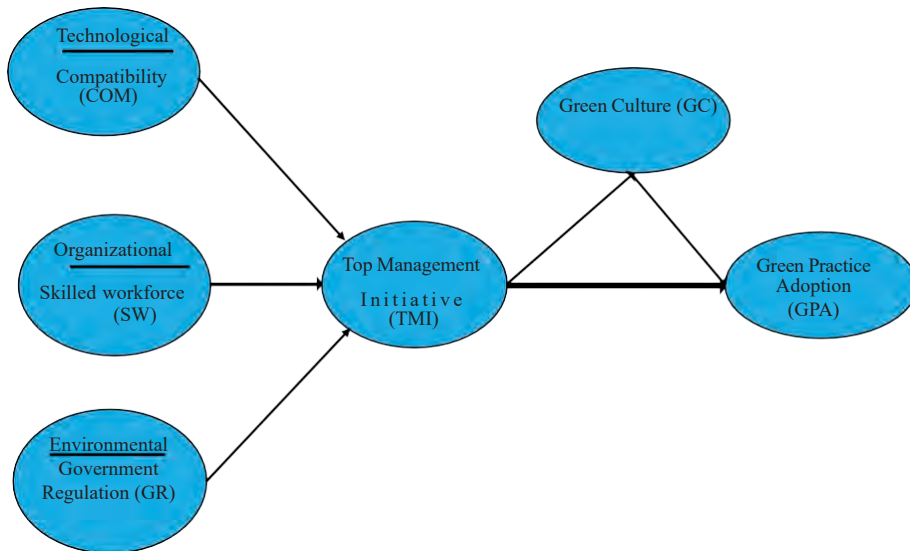 Technological
Compatibility
(COM)
Green Culture (GC)
Organizational
Skilled workforce
(SW)
Top Management
Initiative
(TMI)
Green Practice
Adoption
(GPA)
Environmental
Government
Regulation (GR)